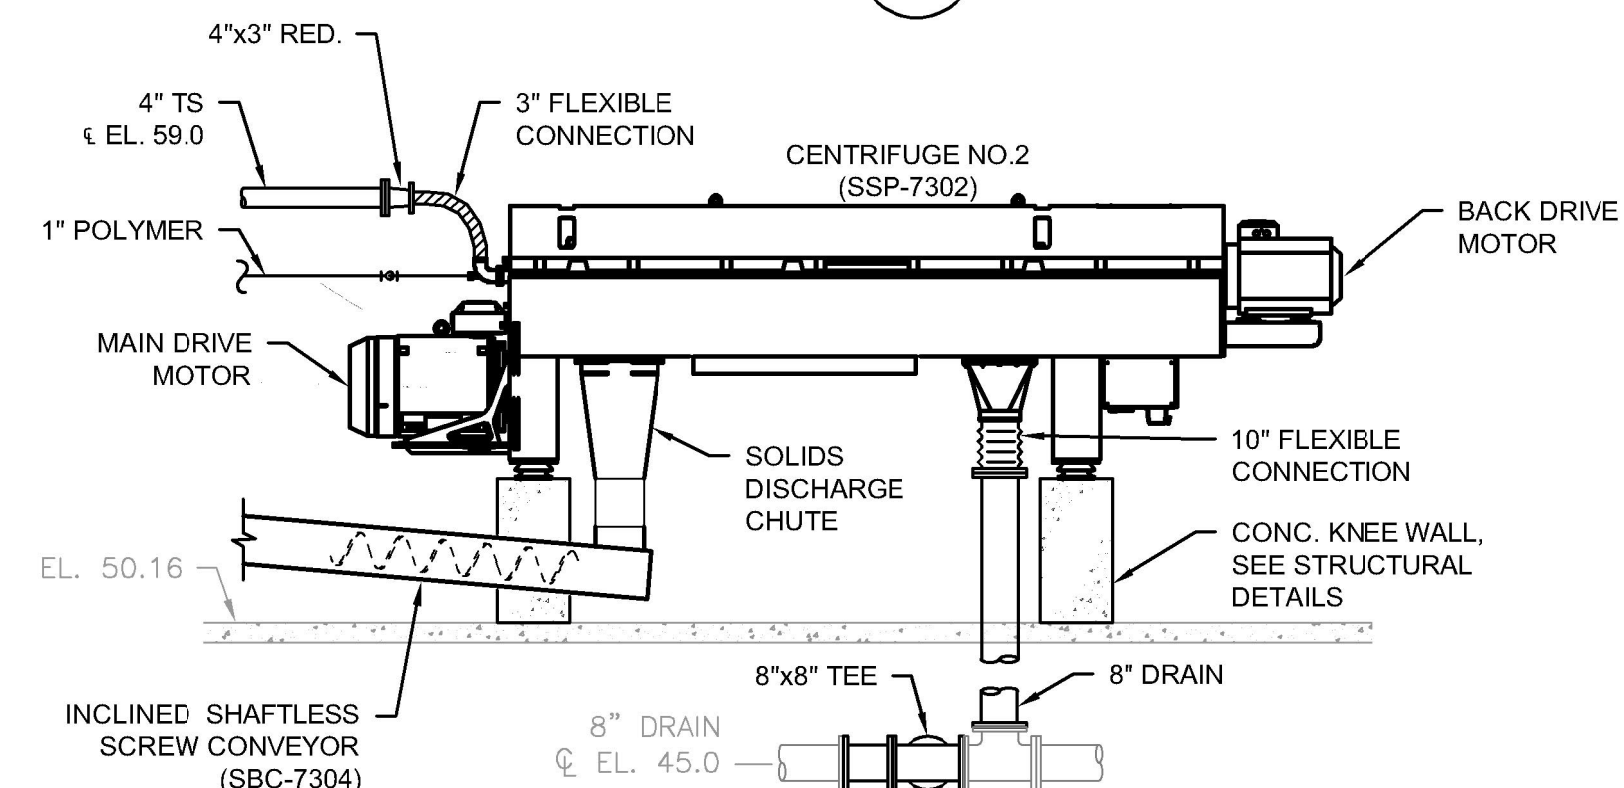 4"x3" RED.
4" TS
℄ EL. 59.0
3" FLEXIBLE
CONNECTION
CENTRIFUGE NO.2
(SSP-7302)
BACK DRIVE
MOTOR
1" POLYMER
MAIN DRIVE
MOTOR
SOLIDS
DISCHARGE
CHUTE
10" FLEXIBLE
CONNECTION
CONC. KNEE WALL,
SEE STRUCTURAL
DETAILS
EL. 50.16
8"x8" TEE
8" DRAIN
INCLINED SHAFTLESS
SCREW CONVEYOR
(SBC-7304)
8” DRAIN
℄ EL. 45.0